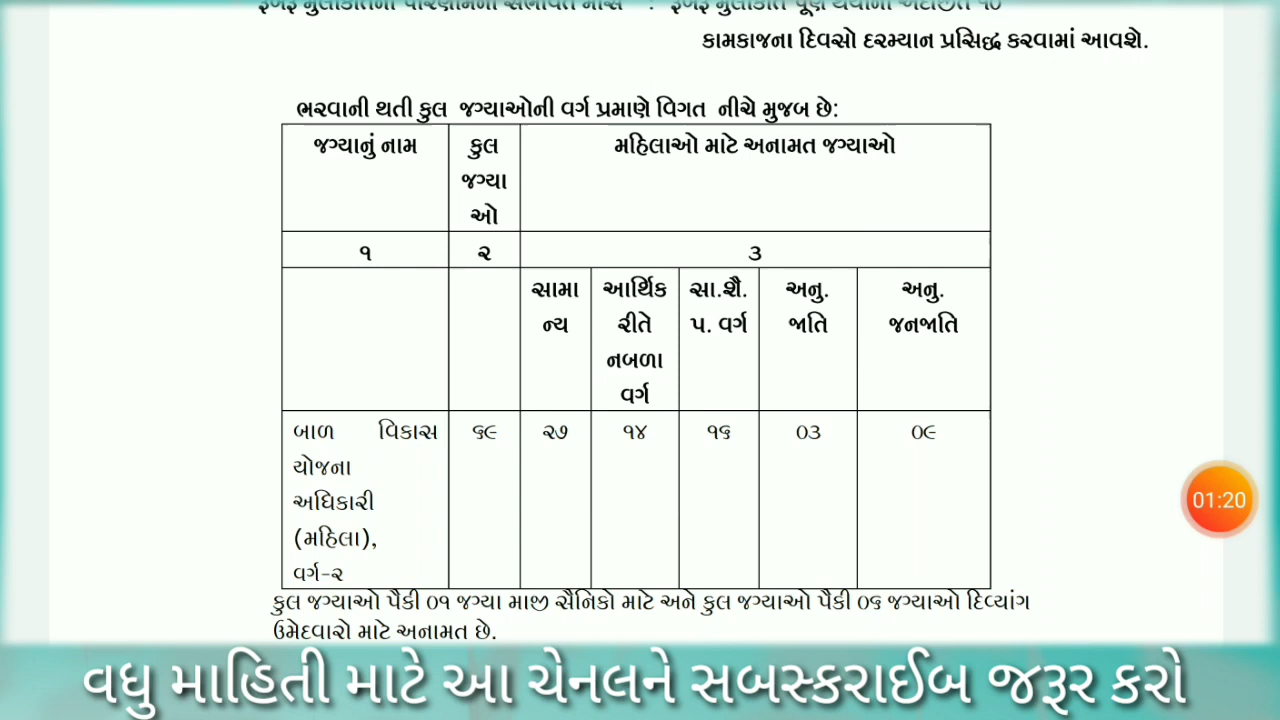 કામકાજના દિવસો દરમ્યાન પ્રસિદ્ધ કરવામાં આવશે.
ભરવાની થતી કુલ જગ્યાઓની વર્ગ પ્રમાણે વિગત નીચે મુજબ છે:
જગ્યાનું નામ
કુલ
જગ્યા
ઓ
મહિલાઓ માટે અનામત જગ્યાઓ
૧
૨
૩
સામા
ન્ય
આર્થિક
રીતે
નબળા
વર્ગ
સા.શૈ.
પ. વર્ગ
અનુ.
જાતિ
અનુ.
જનજાતિ
બાળ વિકાસ
યોજના
અધિકારી
(મહિલા),
વર્ગ-૨
૬૯
૨૭
૧૪
૧૬
૦૩
૦૯
કુલ જગ્યાઓ પૈકી ૦૧ જગ્યા માજી સૈનિકો માટે અને કુલ જગ્યાઓ પૈકી ૦૬ જગ્યાઓ દિવ્યાંગ
ઉમેદવારો માટે અનામત છે.
01:20
વધુ માહિતી માટે આ ચેનલને સબસ્કરાઈબ જરૂર કરો